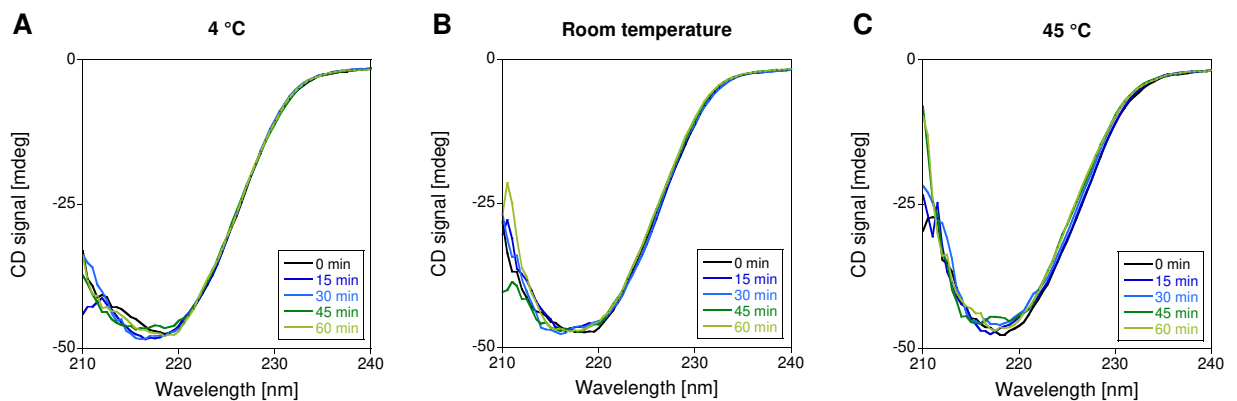 A
4 °C
0
-25
-50
CD signal [mdeg]
0 min
15 min
30 min
45 min
60 min
210
220
230
240
Wavelength [nm]
B
Room temperature
0
-25
-50
CD signal [mdeg]
0 min
15 min
30 min
45 min
60 min
210
220
230
240
Wavelength [nm]
C
45 °C
0
-25
-50
CD signal [mdeg]
0 min
15 min
30 min
45 min
60 min
210
220
230
240
Wavelength [nm]